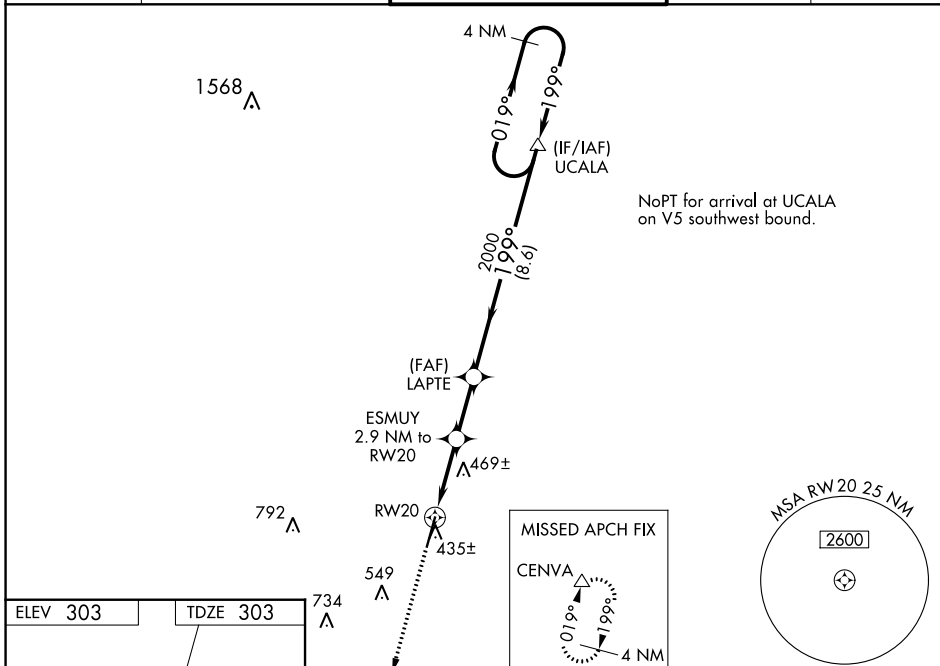 4 NM
1568
019°
199°
(IF/IAF)
UCALA
NoPT for arrival at UCALA
on V5 southwest bound.
2000
199°
(8.6)
(FAF)
LAPTE
ESMUY
2.9 NM to
RW20
469±
RW20
435±
792
549
734
ELEV 303
TDZE 303
MISSED APCH FIX
CENVA
019°
199°
4 NM
MSA RW20 25 NM
2600